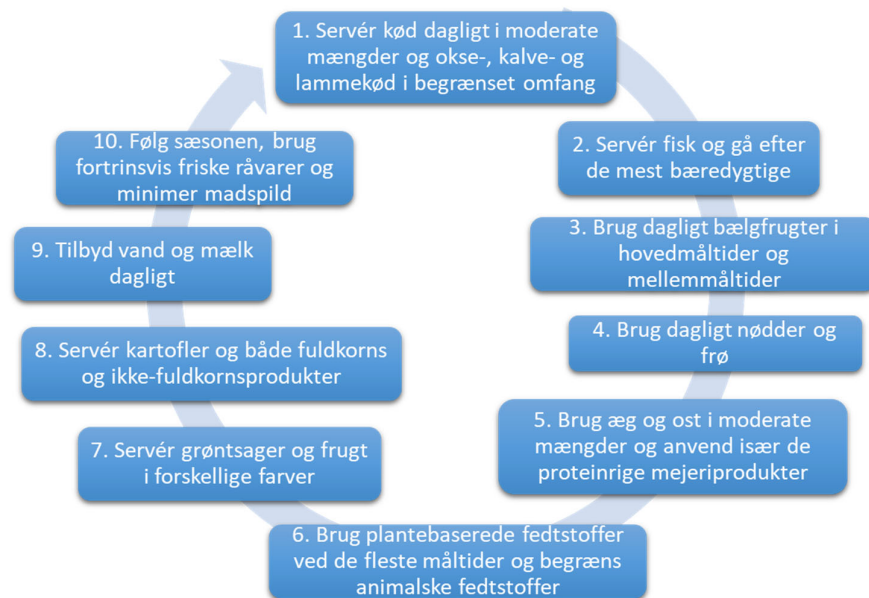 1. Servér kød dagligt i moderate
mængder og okse-, kalve- og
lammekød i begrænset omfang
2. Servér fisk og gå efter
de mest bæredygtige
3. Brug dagligt bælgfrugter i
hovedmåltider og
mellemmåltider
4. Brug dagligt nødder og
frø
5. Brug æg og ost i moderate
mængder og anvend især de
proteinrige mejeriprodukter
6. Brug plantebaserede fedtstoffer
ved de fleste måltider og begræns
animalske fedtstoffer
7. Servér grøntsager og frugt
i forskellige farver
8. Servér kartofler og både fuldkorns
og ikke-fuldkornsprodukter
9. Tilbyd vand og mælk
dagligt
10. Følg sæsonen, brug
fortrinsvis friske råvarer og
minimer madspild